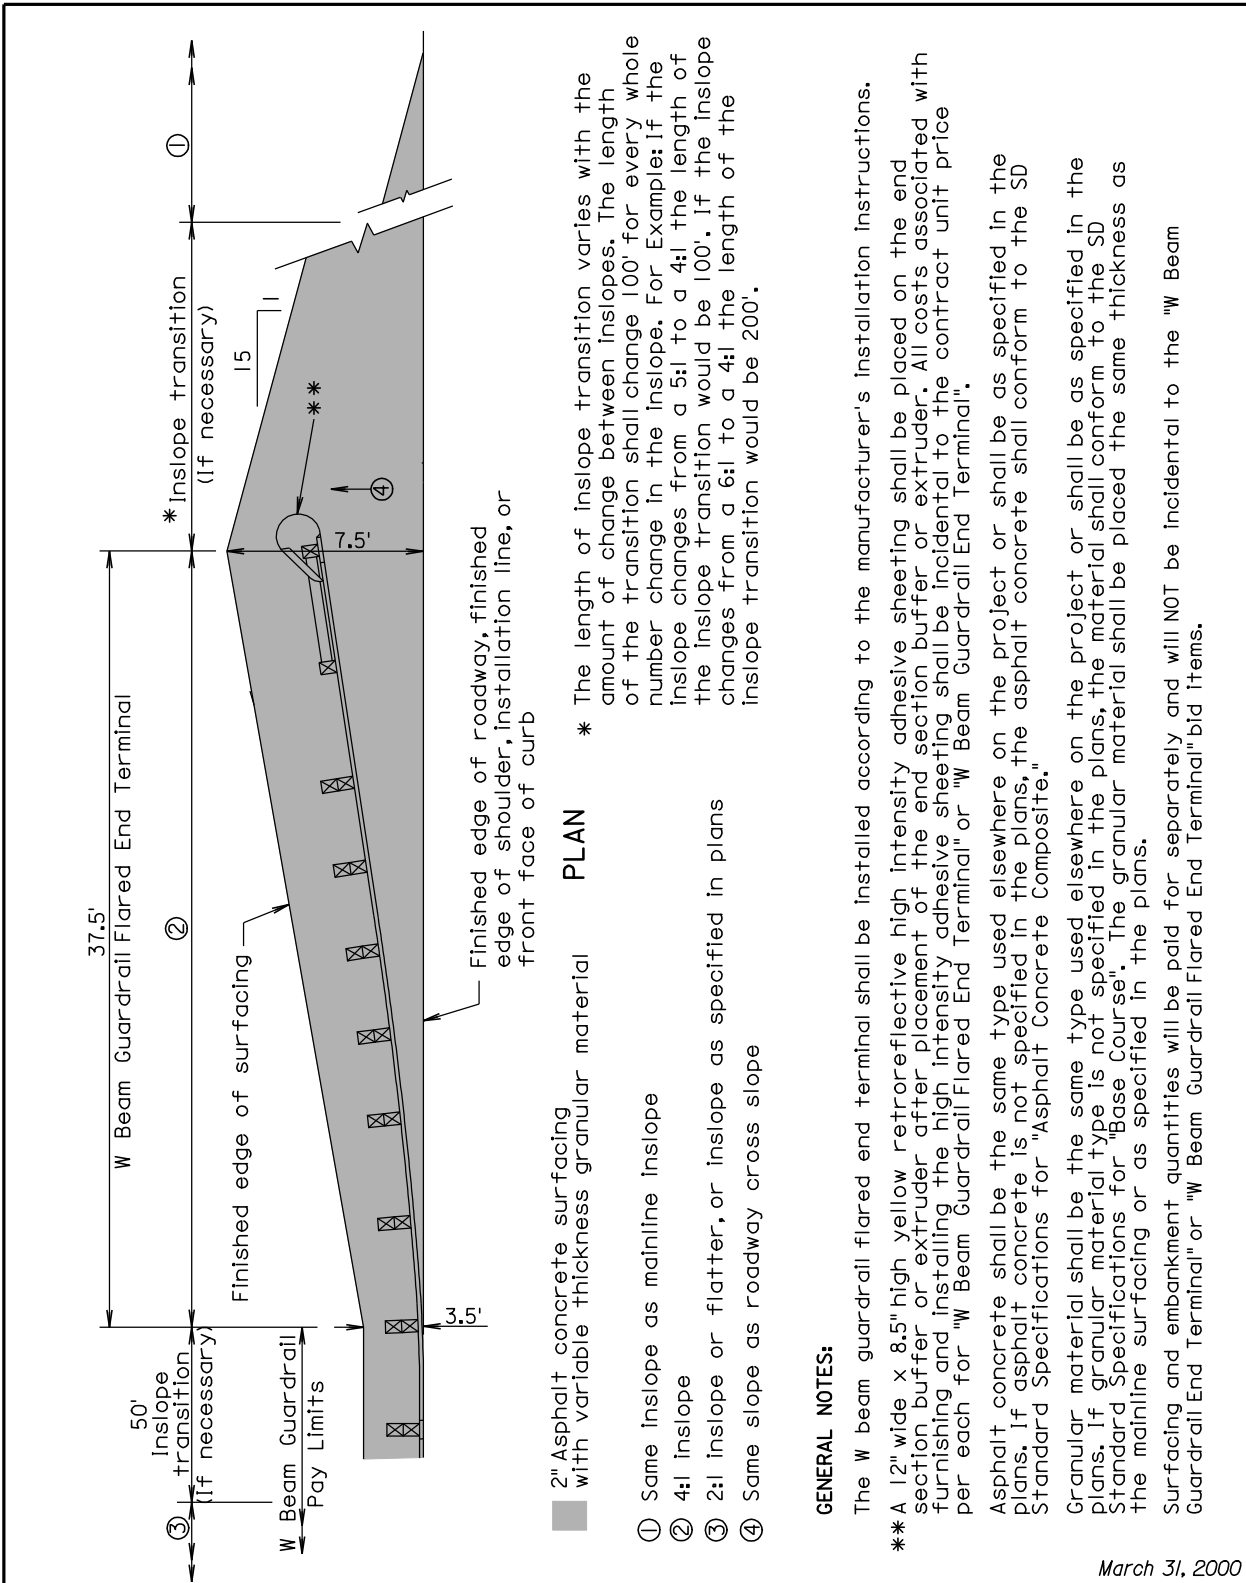 50'
Inslope
transition
(If necessary)
③
W Beam Guardrail
Pay Limits
37.5'
W Beam Guardrail Flared End Terminal
②
* Inslope transition
(If necessary)
①
15
1
**
④
7.5'
3.5'
Finished edge of surfacing
Finished edge of roadway, finished
edge of shoulder, installation line, or
front face of curb
PLAN
2" Asphalt concrete surfacing
with variable thickness granular material
① Same inslope as mainline inslope
② 4:1 inslope
③ 2:1 inslope or flatter, or inslope as specified in plans
④ Same slope as roadway cross slope
* The length of inslope transition varies with the
amount of change between inslopes. The length
of the transition shall change 100' for every whole
number change in the inslope. For Example: If the
inslope changes from a 5:1 to a 4:1 the length of
the inslope transition would be 100'. If the inslope
changes from a 6:1 to a 4:1 the length of the
inslope transition would be 200'.
GENERAL NOTES:
The W beam guardrail flared end terminal shall be installed according to the manufacturer's installation instructions.
** A 12" wide x 8.5" high yellow retroreflective high intensity adhesive sheeting shall be placed on the end
section buffer or extruder after placement of the end section buffer or extruder. All costs associated with
furnishing and installing the high intensity adhesive sheeting shall be incidental to the contract unit price
per each for "W Beam Guardrail Flared End Terminal" or "W Beam Guardrail End Terminal".
Asphalt concrete shall be the same type used elsewhere on the project or shall be as specified in the
plans. If asphalt concrete is not specified in the plans, the asphalt concrete shall conform to the SD
Standard Specifications for "Asphalt Concrete Composite."
Granular material shall be the same type used elsewhere on the project or shall be as specified in the
plans. If granular material type is not specified in the plans, the material shall conform to the SD
Standard Specifications for "Base Course". The granular material shall be placed the same thickness as
the mainline surfacing or as specified in the plans.
Surfacing and embankment quantities will be paid for separately and will NOT be incidental to the "W Beam
Guardrail End Terminal" or "W Beam Guardrail Flared End Terminal" bid items.
March 31, 2000